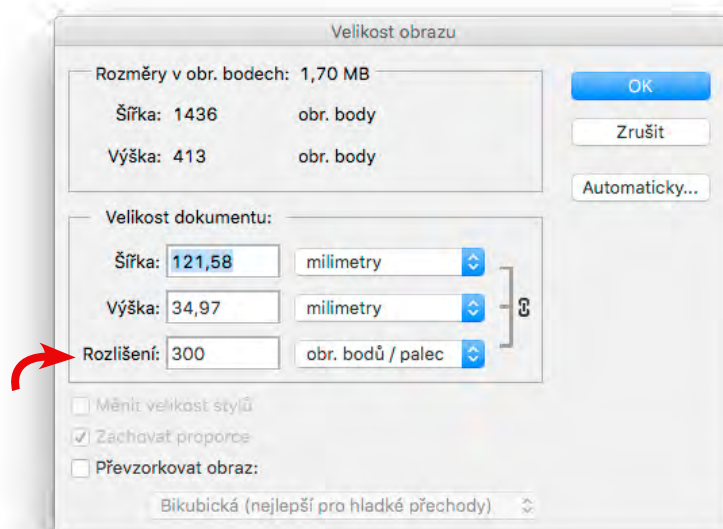 Velikost obrazu
Rozměry v obr. bodech: 1,70 MB
OK
Šířka: 1436 obr. body
Zrušit
Výška: 413 obr. body
Automaticky...
Velikost dokumentu:
Šířka: 121,58 milimetry
Výška: 34,97 milimetry
Rozlišení: 300 obr. bodů / palec
Měnit velikost stylů
Zachovat proporce
Převzorkovat obraz:
Bikubická (nejlepší pro hladké přechody)